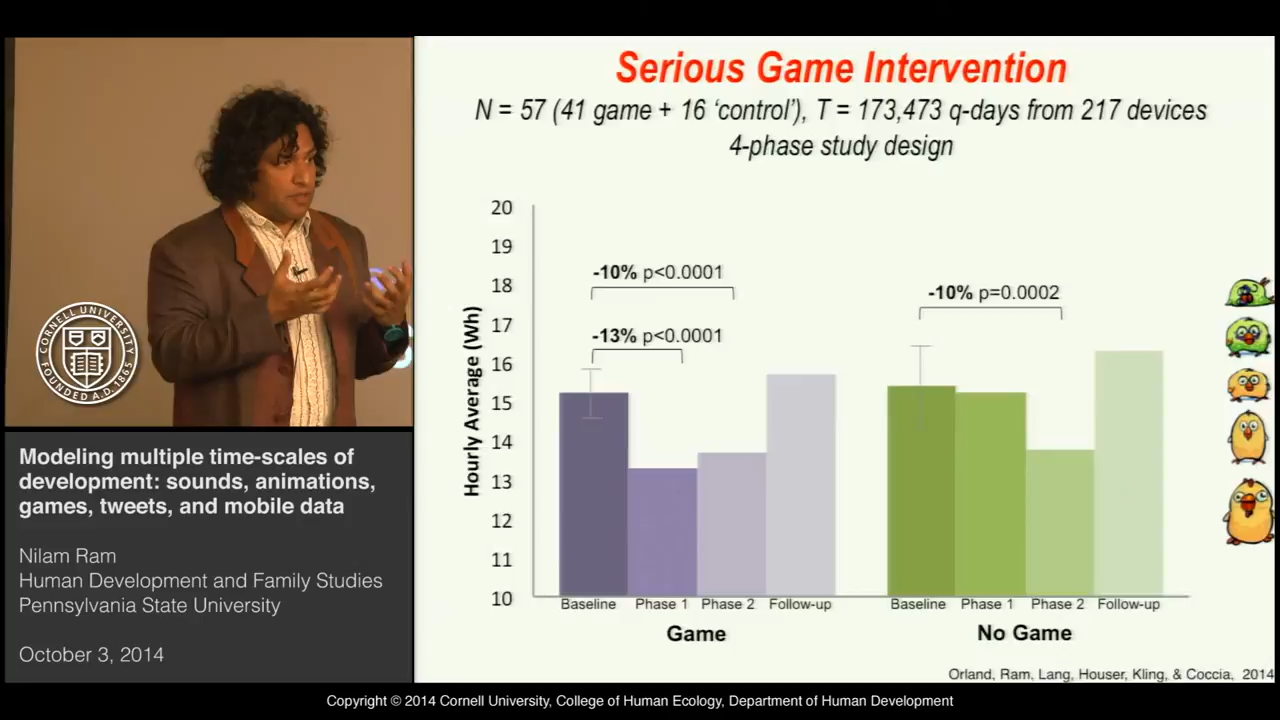 Serious Game Intervention
N = 57 (41 game + 16 ‘control’), T = 173,473 q-days from 217 devices
4-phase study design
20
19
18
17
16
15
14
13
12
11
10
Hourly Average (Wh)
-10% p<0.0001
-13% p<0.0001
-10% p=0.0002
Baseline Phase 1 Phase 2 Follow-up
Baseline Phase 1 Phase 2 Follow-up
Game
No Game
Orland, Ram, Lang, Houser, Kling, & Coccia, 2014
CORNELL UNIVERSITY
FOUNDED A.D. 1865
Modeling multiple time-scales of
development: sounds, animations,
games, tweets, and mobile data
Nilam Ram
Human Development and Family Studies
Pennsylvania State University
October 3, 2014
Copyright © 2014 Cornell University, College of Human Ecology, Department of Human Development